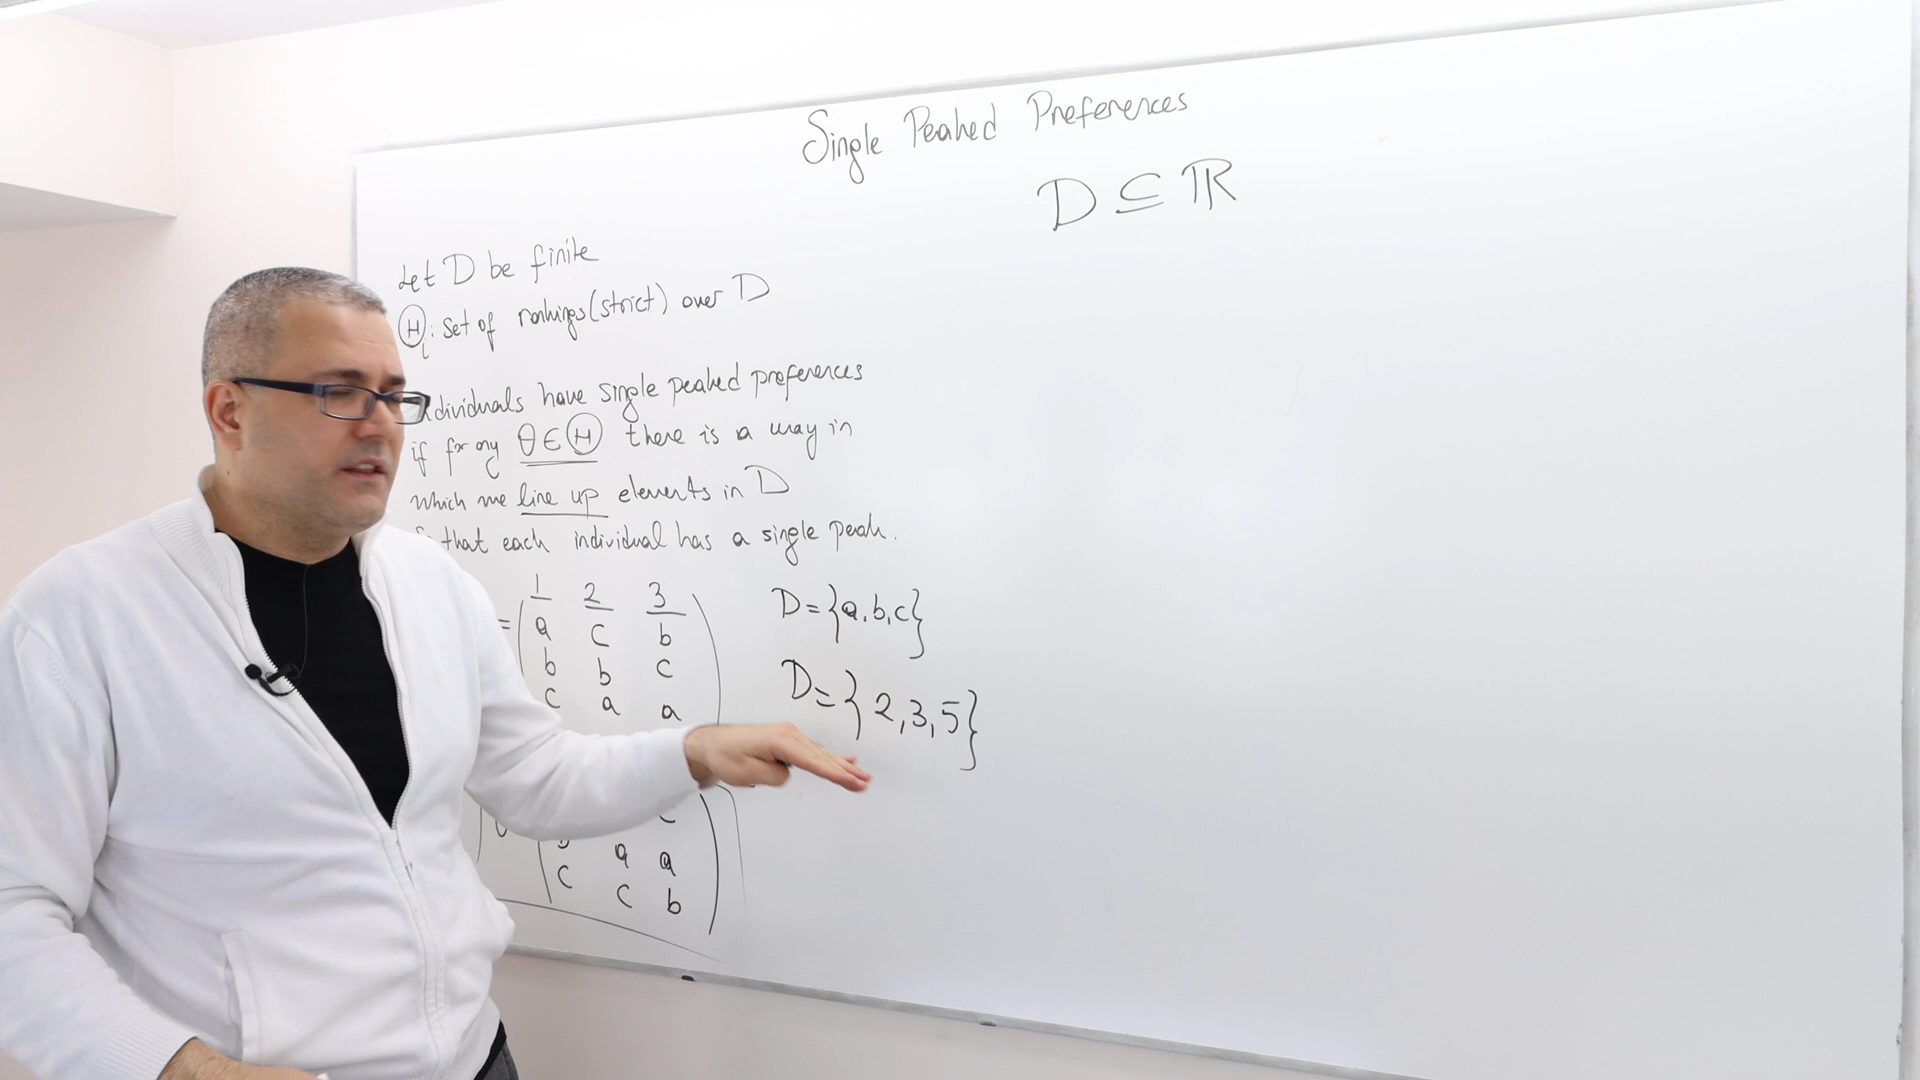 Single Peaked Preferences
D ⊆ ℝ
Let D be finite
Θi: Set of rankings (strict) over D
dividuals have single peaked preferences
if for any θ ∈ Θ there is a way in
which we line up elements in D
that each individual has a single peak.
1 2 3
= a c b
b b c
c a a
D = {a, b, c}
D = {2, 3, 5}
c
a a
c c b